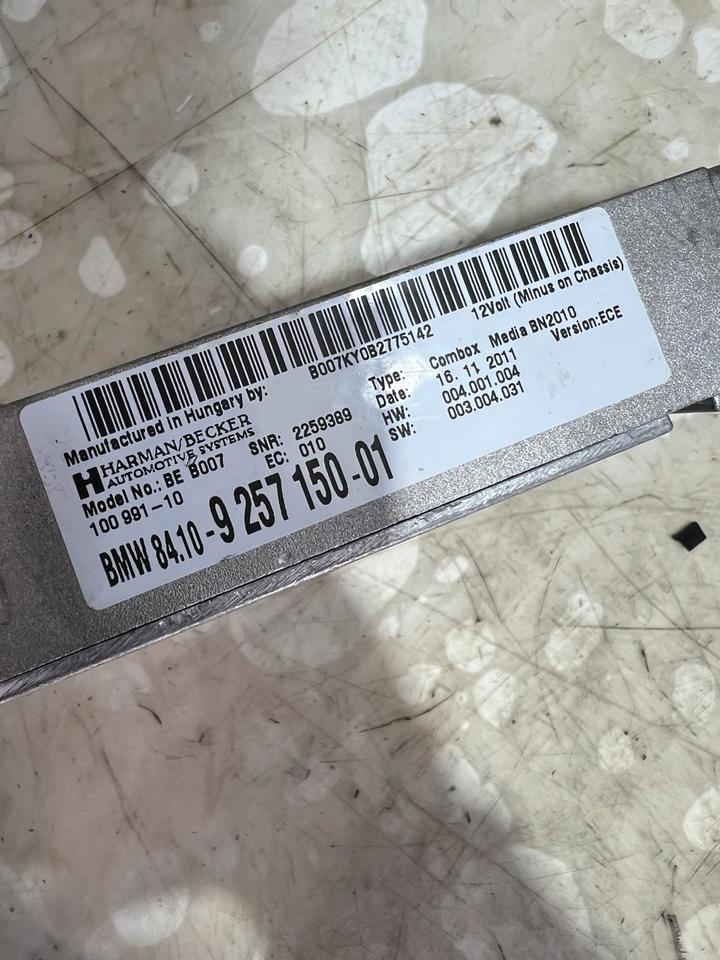 B007KY0B2775142
12Volt (Minus on Chassis)
Manufactured in Hungary by:
HARMAN/BECKER
AUTOMOTIVE SYSTEMS
Model No.: BE B007
100 991-10
SNR: 2259389
EC: 010
Type: Combox Media BN2010
Date: 16. 11 2011
Version:ECE
HW: 004.001.004
SW: 003.004.031
BMW 84.10-9 257 150-01